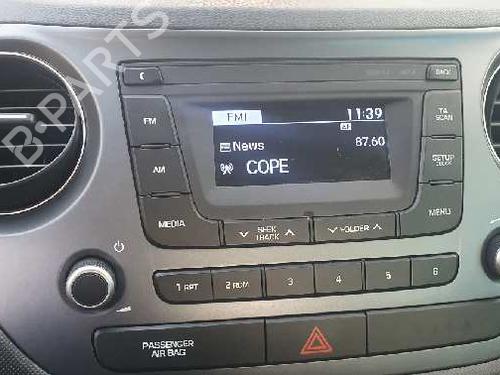 BACK
FM1
11:39
FM
TA
SCAN
News
87.60
AM
COPE
SETUP
MEDIA
SEEK
TRACK
FOLDER
MENU
1 RPT
2 RDM
3
4
5
6
PASSENGER
AIR BAG
B-PARTS